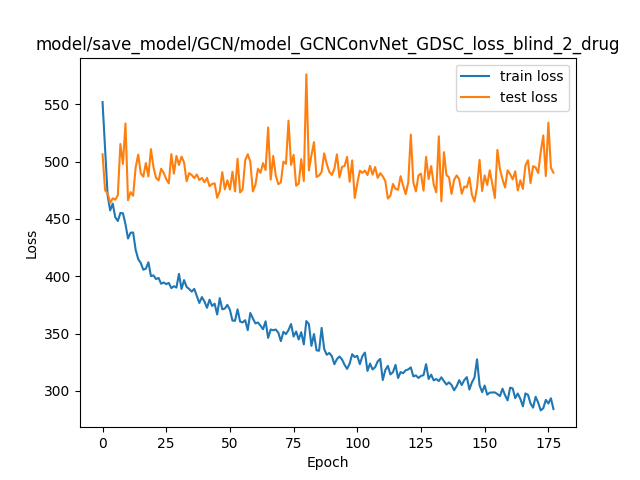 model/save_model/GCN/model_GCNConvNet_GDSC_loss_blind_2_drug
train loss
test loss
Loss
550
500
450
400
350
300
0 25 50 75 100 125 150 175
Epoch